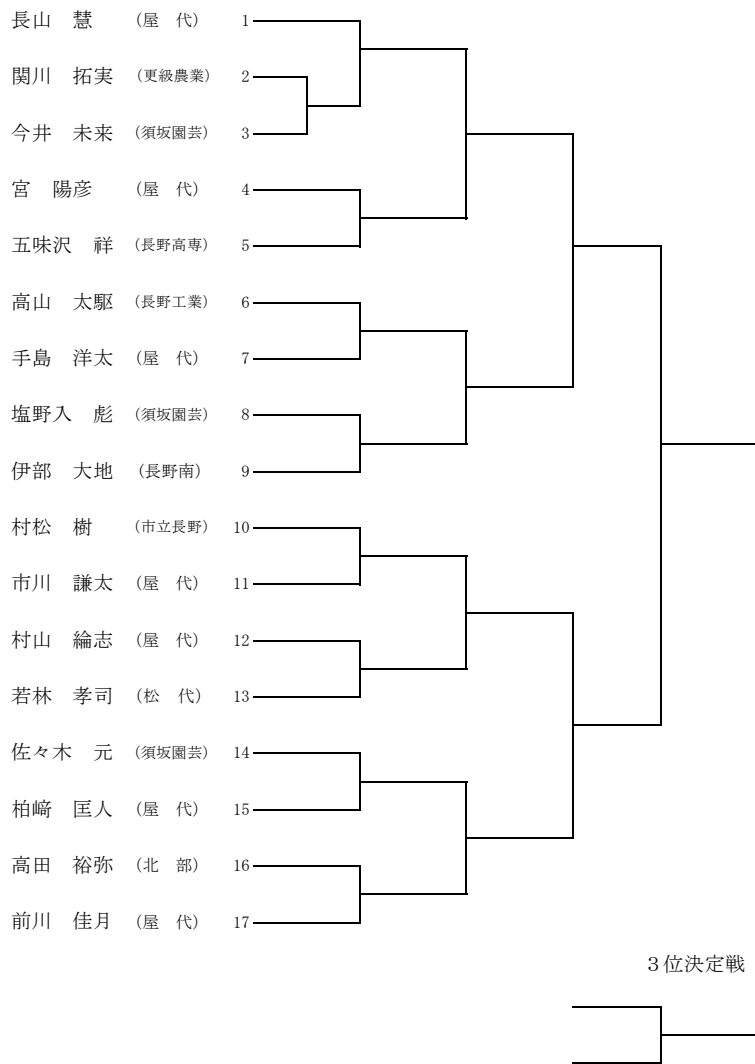 長山　慧　（屋　代）　1
関川　拓実　（更級農業）　2
今井　未来　（須坂園芸）　3
宮　陽彦　（屋　代）　4
五味沢　祥　（長野高専）　5
高山　太駆　（長野工業）　6
手島　洋太　（屋　代）　7
塩野入　彪　（須坂園芸）　8
伊部　大地　（長野南）　9
村松　樹　（市立長野）　10
市川　謙太　（屋　代）　11
村山　綸志　（屋　代）　12
若林　孝司　（松　代）　13
佐々木　元　（須坂園芸）　14
柏﨑　匡人　（屋　代）　15
高田　裕弥　（北　部）　16
前川　佳月　（屋　代）　17
３位決定戦